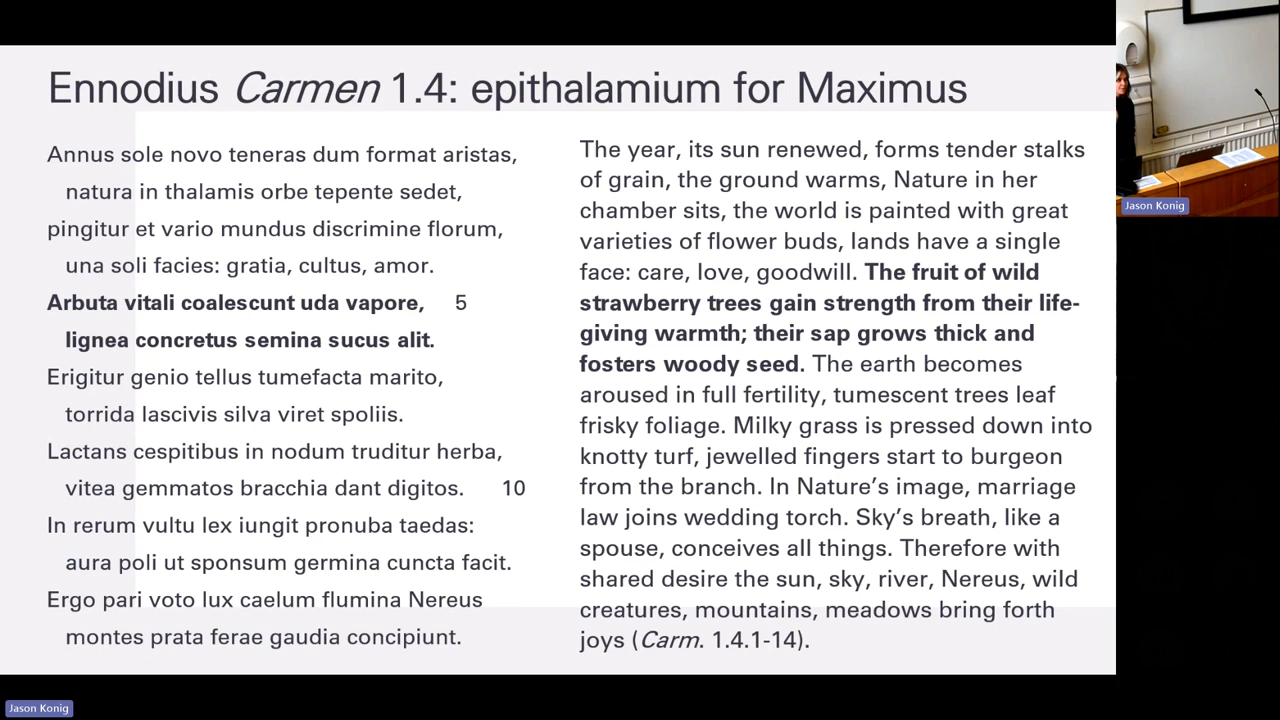 Ennodius Carmen 1.4: epithalamium for Maximus
Annus sole novo teneras dum format aristas,
natura in thalamis orbe tepente sedet,
pingitur et vario mundus discrimine florum,
una soli facies: gratia, cultus, amor.
Arbuta vitali coalescunt uda vapore, 5
lignea concretus semina sucus alit.
Erigitur genio tellus tumefacta marito,
torrida lascivis silva viret spoliis.
Lactans cespitibus in nodum truditur herba,
vitea gemmatos bracchia dant digitos. 10
In rerum vultu lex iungit pronuba taedas:
aura poli ut sponsum germina cuncta facit.
Ergo pari voto lux caelum flumina Nereus
montes prata ferae gaudia concipiunt.
The year, its sun renewed, forms tender stalks
of grain, the ground warms, Nature in her
chamber sits, the world is painted with great
varieties of flower buds, lands have a single
face: care, love, goodwill. The fruit of wild
strawberry trees gain strength from their life-
giving warmth; their sap grows thick and
fosters woody seed. The earth becomes
aroused in full fertility, tumescent trees leaf
frisky foliage. Milky grass is pressed down into
knotty turf, jewelled fingers start to burgeon
from the branch. In Nature's image, marriage
law joins wedding torch. Sky's breath, like a
spouse, conceives all things. Therefore with
shared desire the sun, sky, river, Nereus, wild
creatures, mountains, meadows bring forth
joys (Carm. 1.4.1-14).
Jason Konig
Jason Konig